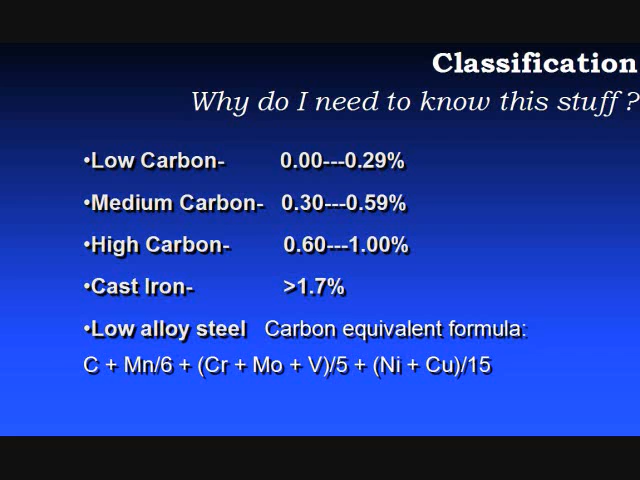 Classification
Why do I need to know this stuff ?
•Low Carbon- 0.00---0.29%
•Medium Carbon- 0.30---0.59%
•High Carbon- 0.60---1.00%
•Cast Iron- >1.7%
•Low alloy steel Carbon equivalent formula:
C + Mn/6 + (Cr + Mo + V)/5 + (Ni + Cu)/15